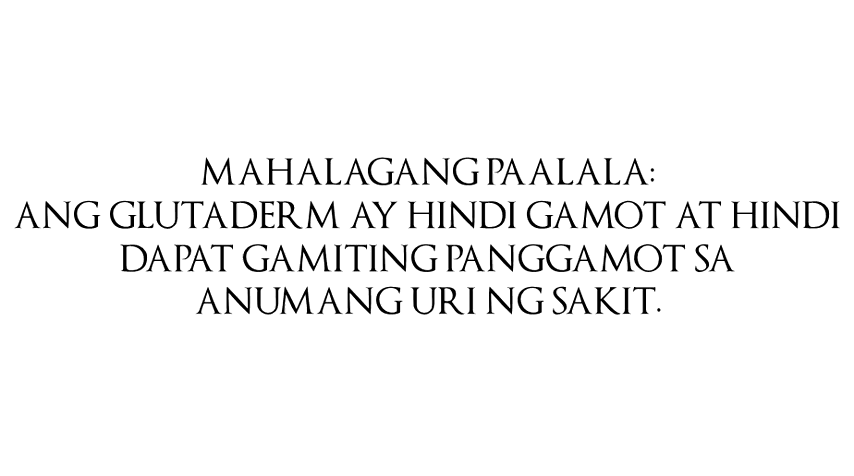 MAHALAGANG PAALALA:
ANG GLUTADERM AY HINDI GAMOT AT HINDI
DAPAT GAMITING PANGGAMOT SA
ANUMANG URI NG SAKIT.